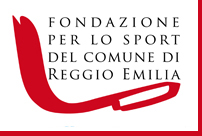 FONDAZIONE
PER LO SPORT
DEL COMUNE DI
REGGIO EMILIA